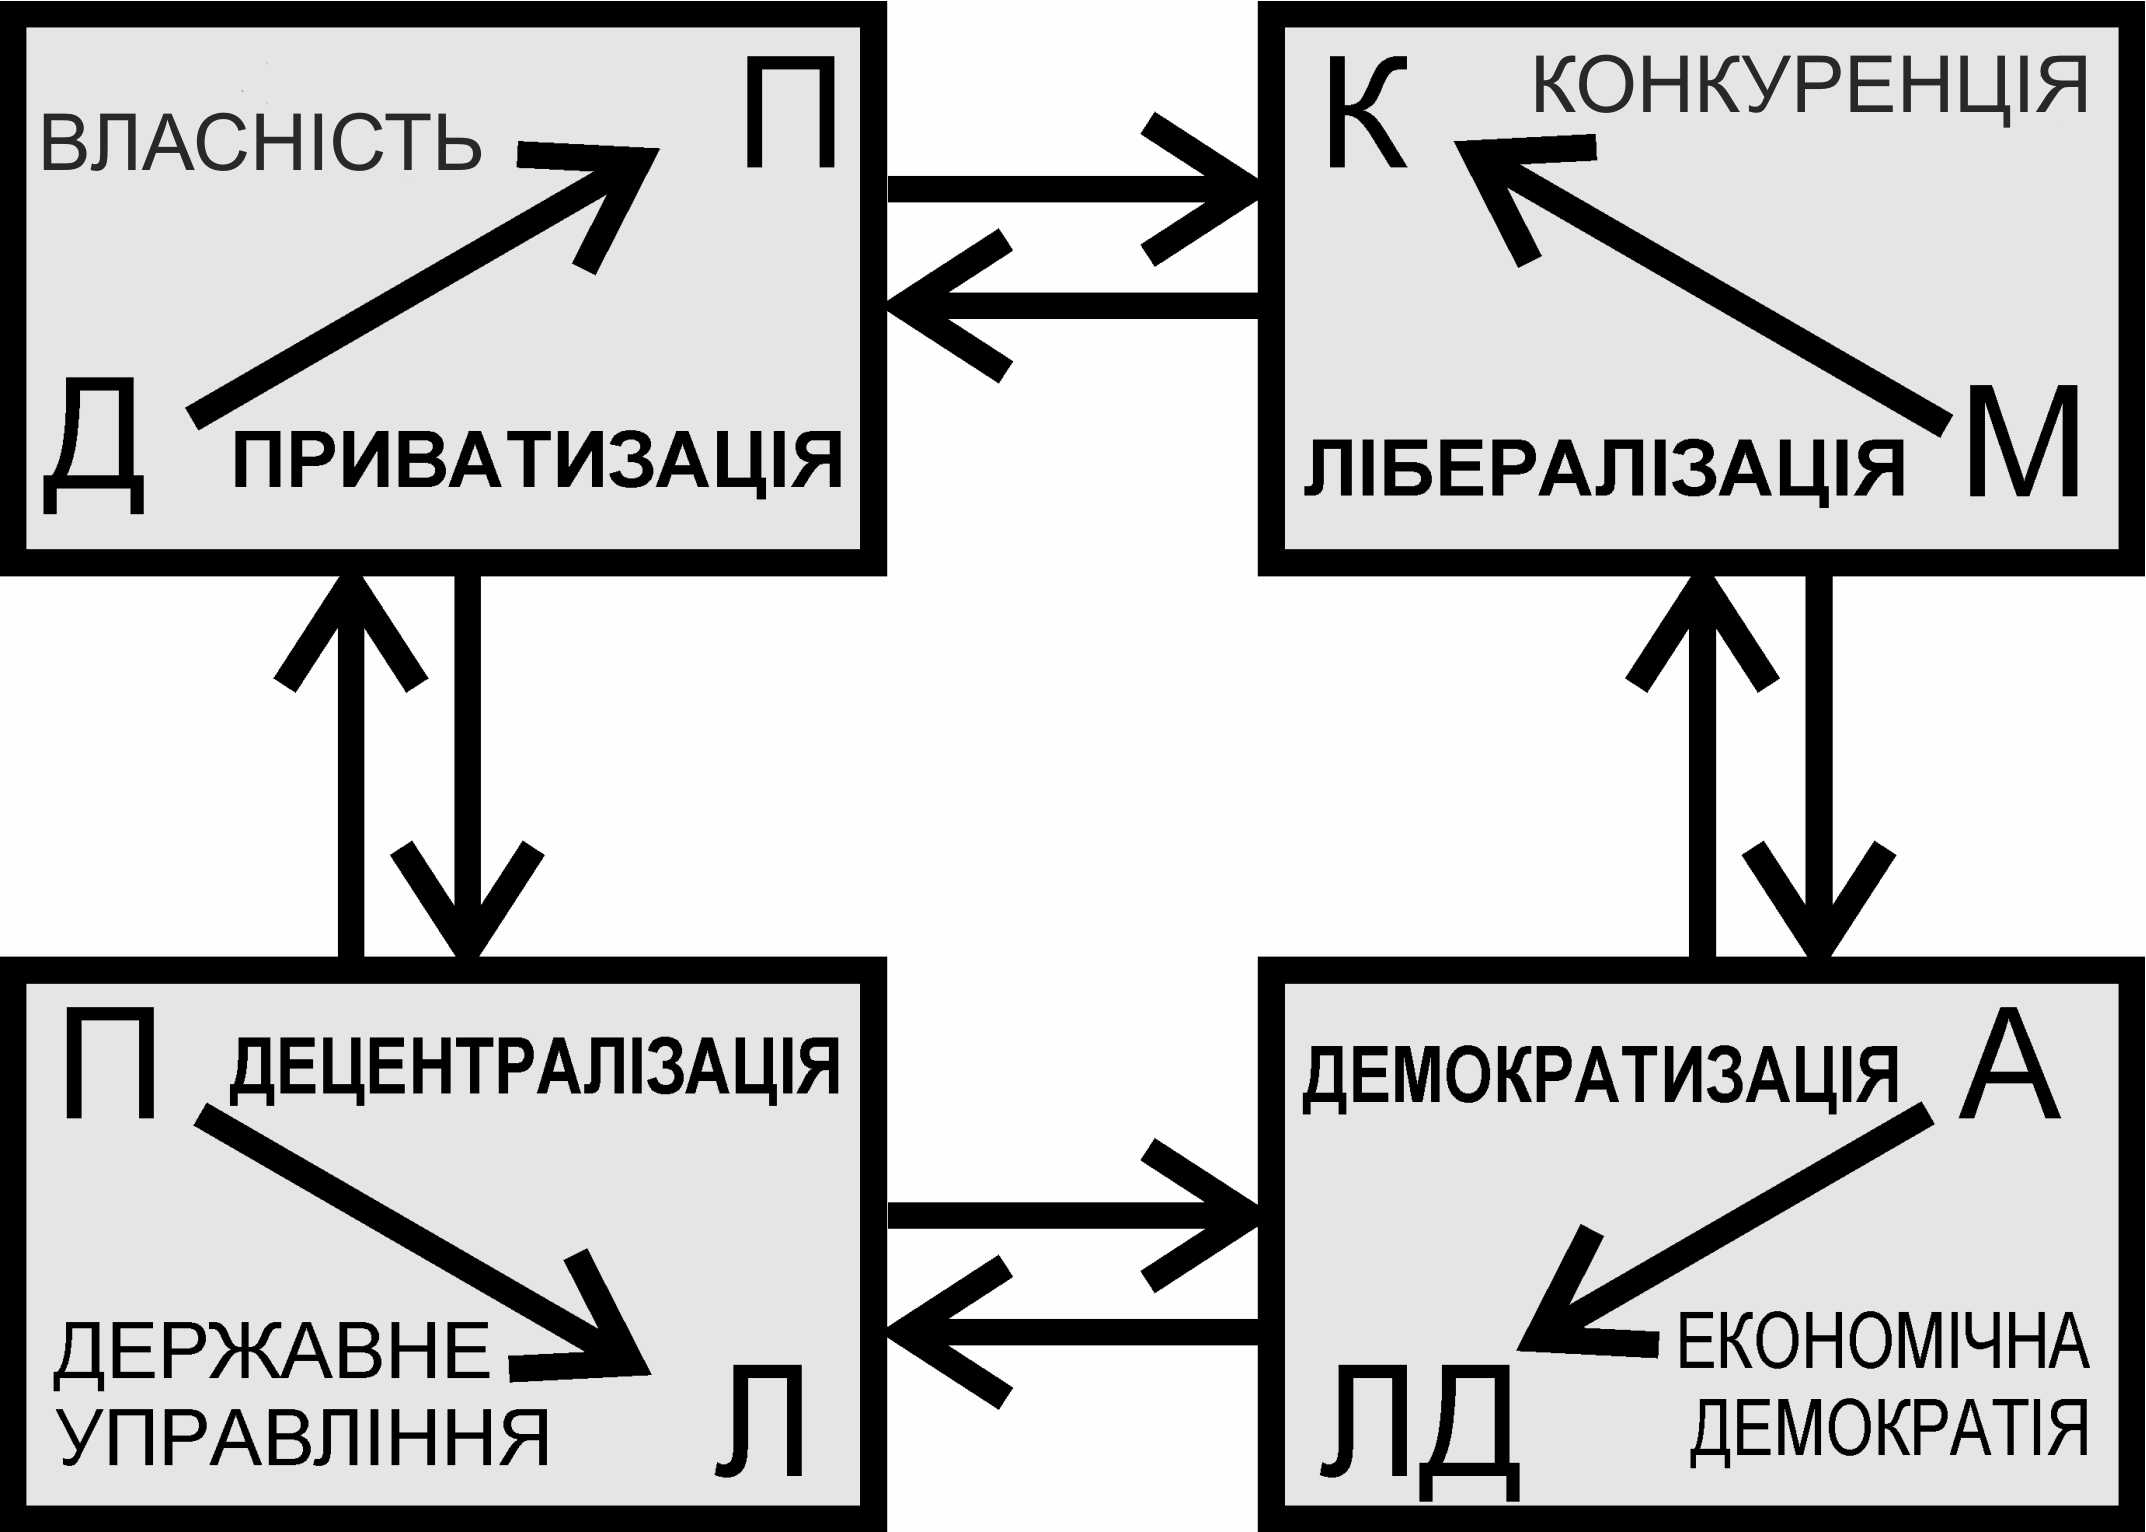 ВЛАСНІСТЬ П
Д ПРИВАТИЗАЦІЯ
К КОНКУРЕНЦІЯ
ЛІБЕРАЛІЗАЦІЯ М
П ДЕЦЕНТРАЛІЗАЦІЯ
ДЕРЖАВНЕ
УПРАВЛІННЯ Л
ДЕМОКРАТИЗАЦІЯ А
ЕКОНОМІЧНА
ЛД ДЕМОКРАТІЯ